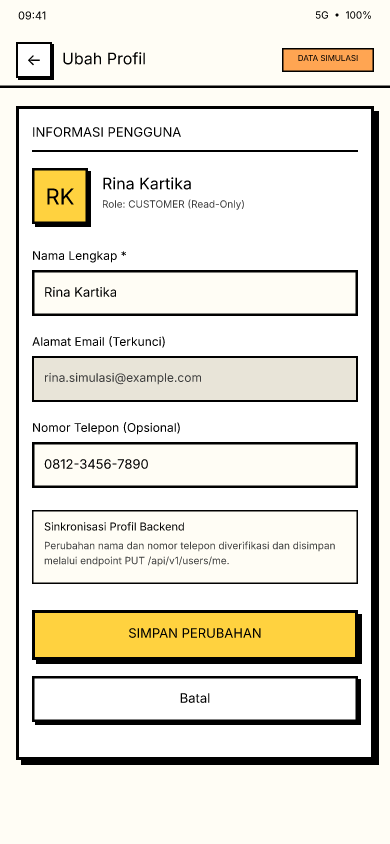 09:41
5G • 100%
← Ubah Profil
DATA SIMULASI
INFORMASI PENGGUNA
RK
Rina Kartika
Role: CUSTOMER (Read-Only)
Nama Lengkap *
Rina Kartika
Alamat Email (Terkunci)
rina.simulasi@example.com
Nomor Telepon (Opsional)
0812-3456-7890
Sinkronisasi Profil Backend
Perubahan nama dan nomor telepon diverifikasi dan disimpan
melalui endpoint PUT /api/v1/users/me.
SIMPAN PERUBAHAN
Batal